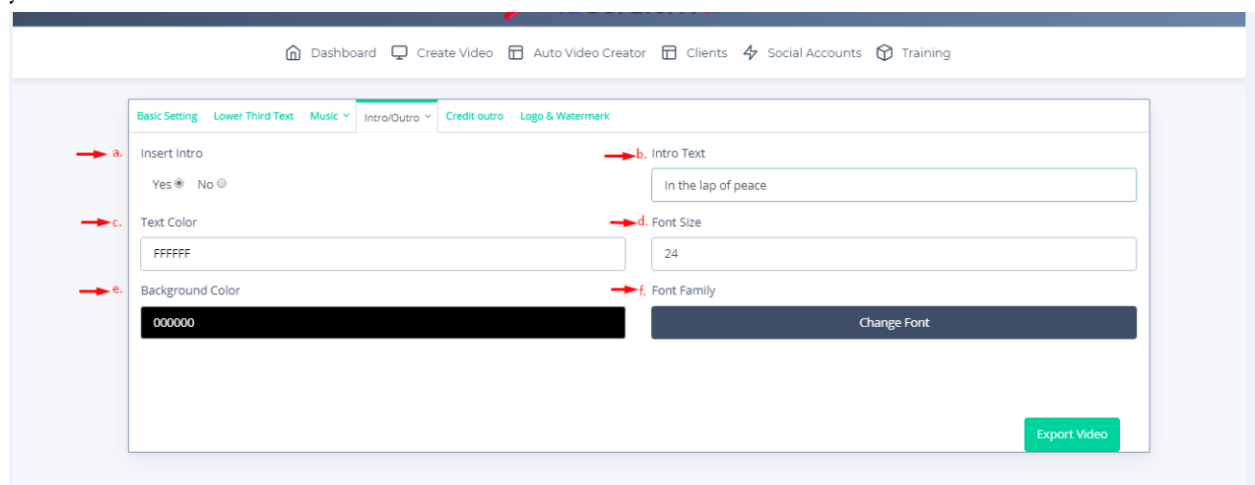 Dashboard Create Video Auto Video Creator Clients Social Accounts Training
Basic Setting Lower Third Text Music Intro/Outro Credit outro Logo & Watermark
a. Insert Intro
Yes No
b. Intro Text
In the lap of peace
c. Text Color
FFFFFF
d. Font Size
24
e. Background Color
000000
f. Font Family
Change Font
Export Video